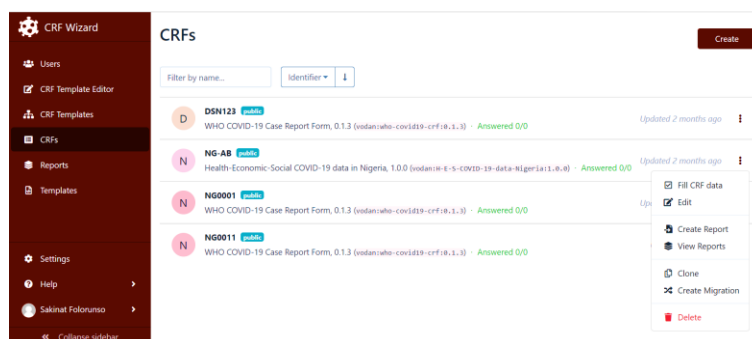 CRF Wizard
Users
CRF Template Editor
CRF Templates
CRFs
Reports
Templates
Settings
Help
Sakinat Folorunso
Collapse sidebar
CRFs
Create
Filter by name...
Identifier
D
DSN123 public
WHO COVID-19 Case Report Form, 0.1.3 (vodan:who-covid19-crf:0.1.3) · Answered 0/0
Updated 2 months ago
N
NG-AB public
Health-Economic-Social COVID-19 data in Nigeria, 1.0.0 (vodan:H-E-S-COVID-19-data-Nigeria:1.0.0) · Answered 0/0
Updated 2 months ago
N
NG0001 public
WHO COVID-19 Case Report Form, 0.1.3 (vodan:who-covid19-crf:0.1.3) · Answered 0/0
N
NG0011 public
WHO COVID-19 Case Report Form, 0.1.3 (vodan:who-covid19-crf:0.1.3) · Answered 0/0
Fill CRF data
Edit
Create Report
View Reports
Clone
Create Migration
Delete